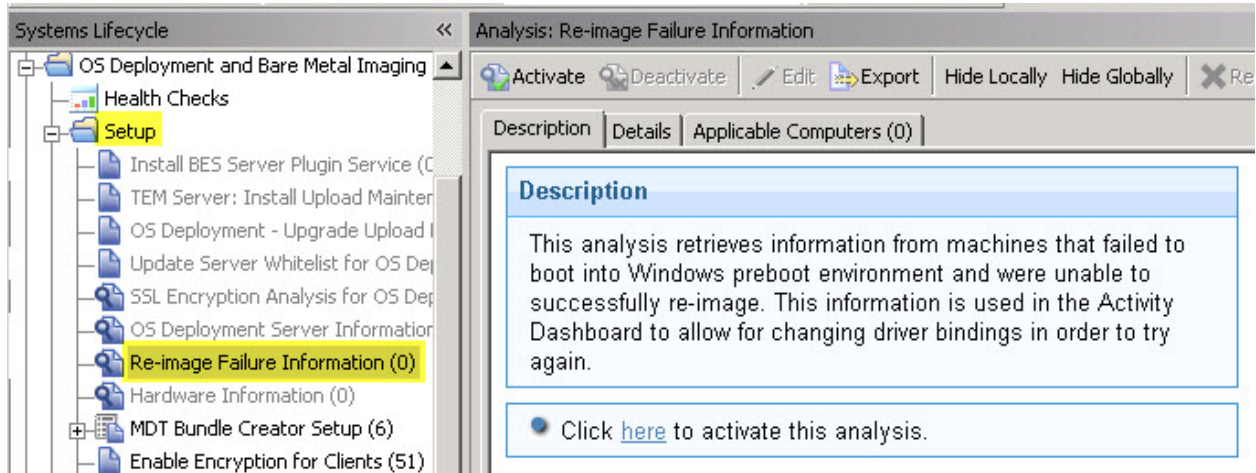 Systems Lifecycle
OS Deployment and Bare Metal Imaging
Health Checks
Setup
Install BES Server Plugin Service
TEM Server: Install Upload
OS Deployment - Upgrade Upload
Update Server Whitelist for OS
SSL Encryption Analysis for OS
OS Deployment Server Information
Re-image Failure Information (0)
Hardware Information (0)
MDT Bundle Creator Setup (6)
Enable Encryption for Clients (51)
Analysis: Re-image Failure Information
Activate Deactivate Edit Export Hide Locally Hide Globally
Description Details Applicable Computers (0)
Description
This analysis retrieves information from machines that failed to
boot into Windows preboot environment and were unable to
successfully re-image. This information is used in the Activity
Dashboard to allow for changing driver bindings in order to try
again.
Click here to activate this analysis.